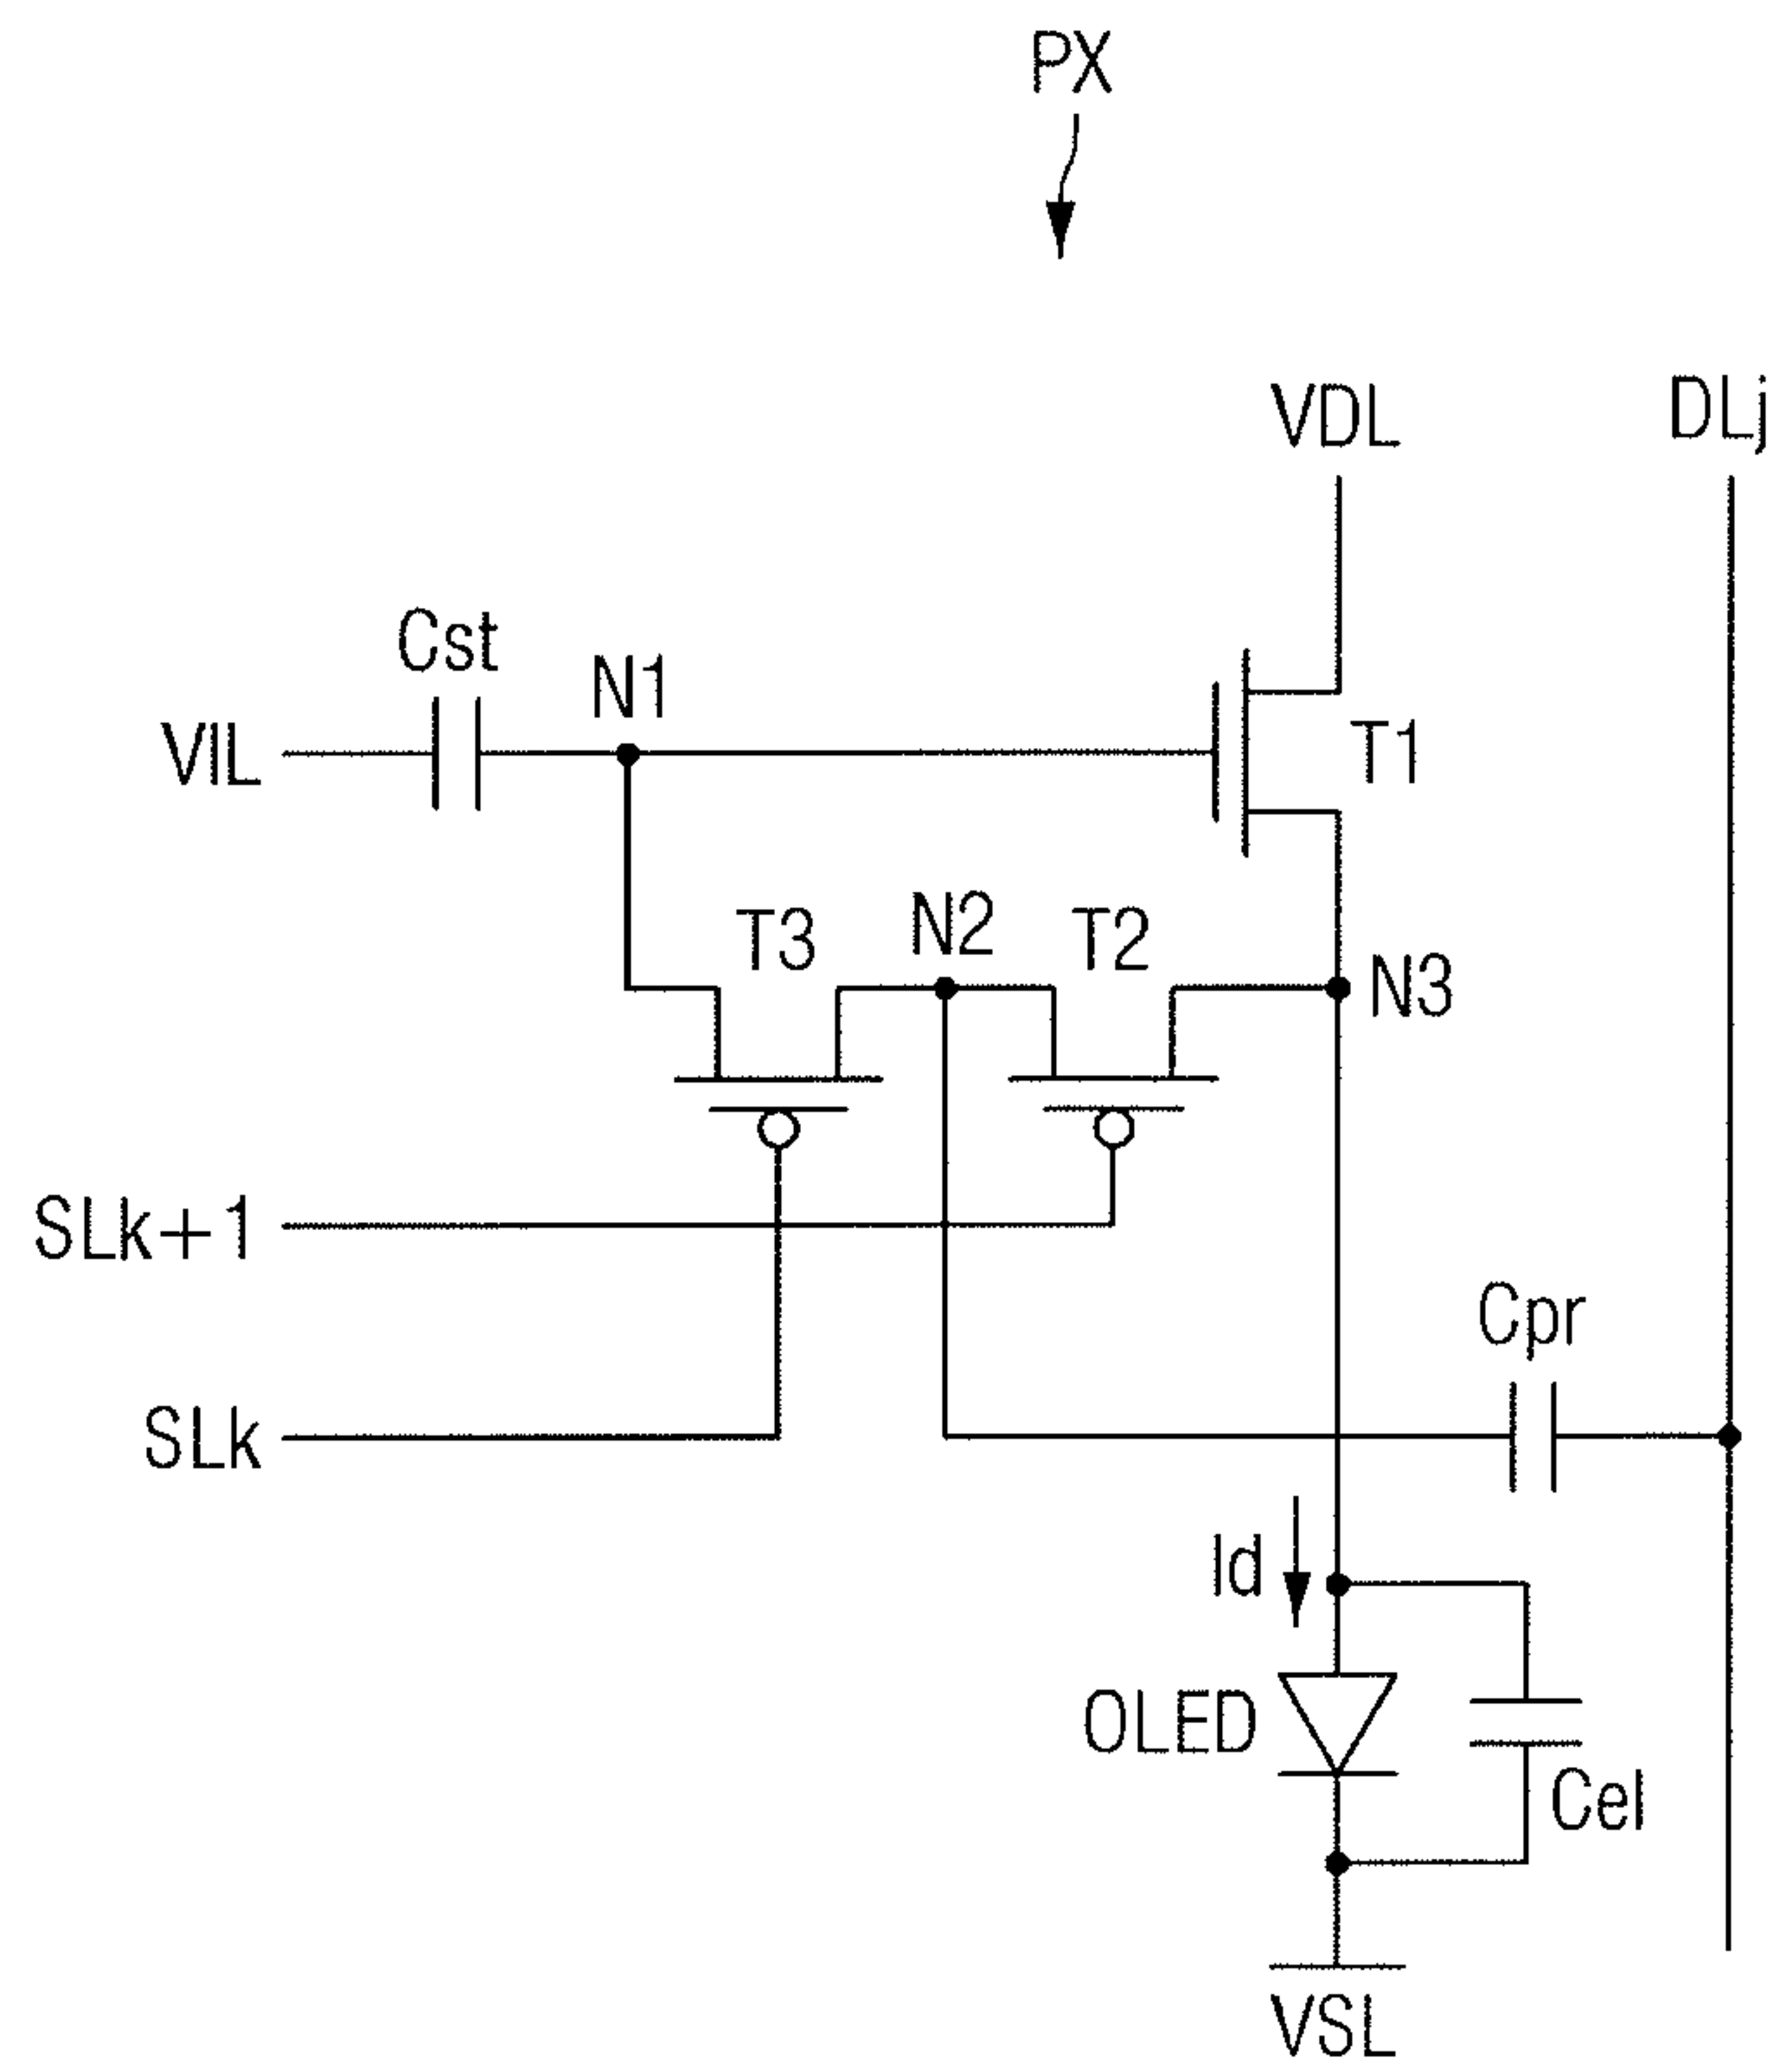 PX
VDL
DLj
Cst
N1
VIL
T1
T3
N2
T2
N3
SLk+1
Cpr
SLk
Id
OLED
Cel
VSL